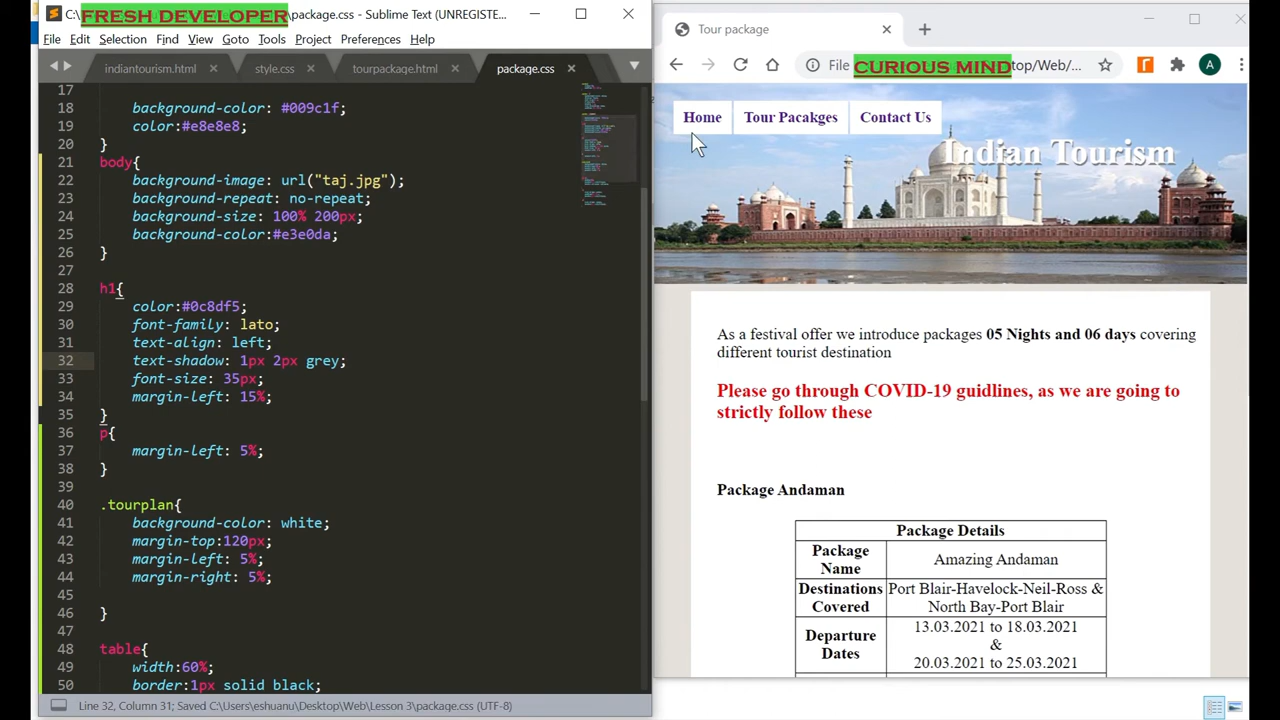 C:\
FRESH DEVELOPER
\package.css - Sublime Text (UNREGISTE...
File Edit Selection Find View Goto Tools Project Preferences Help
indiantourism.html style.css tourpackage.html package.css
17
18 background-color: #009c1f;
19 color:#e8e8e8;
20 }
21 body{
22 background-image: url("taj.jpg");
23 background-repeat: no-repeat;
24 background-size: 100% 200px;
25 background-color:#e3e0da;
26 }
27
28 h1{
29 color:#0c8df5;
30 font-family: lato;
31 text-align: left;
32 text-shadow: 1px 2px grey;
33 font-size: 35px;
34 margin-left: 15%;
35 }
36 p{
37 margin-left: 5%;
38 }
39
40 .tourplan{
41 background-color: white;
42 margin-top:120px;
43 margin-left: 5%;
44 margin-right: 5%;
45
46 }
47
48 table{
49 width:60%;
50 border:1px solid black;
Line 32, Column 31; Saved C:\Users\eshuanu\Desktop\Web\Lesson 3\package.css (UTF-8)
Tour package
File
CURIOUS MIND
top/Web/...
A
Home Tour Pacakges Contact Us
Indian Tourism
As a festival offer we introduce packages 05 Nights and 06 days covering
different tourist destination
Please go through COVID-19 guidlines, as we are going to
strictly follow these
Package Andaman
Package Details
Package
Name
Amazing Andaman
Destinations
Covered
Port Blair-Havelock-Neil-Ross &
North Bay-Port Blair
Departure
Dates
13.03.2021 to 18.03.2021
&
20.03.2021 to 25.03.2021